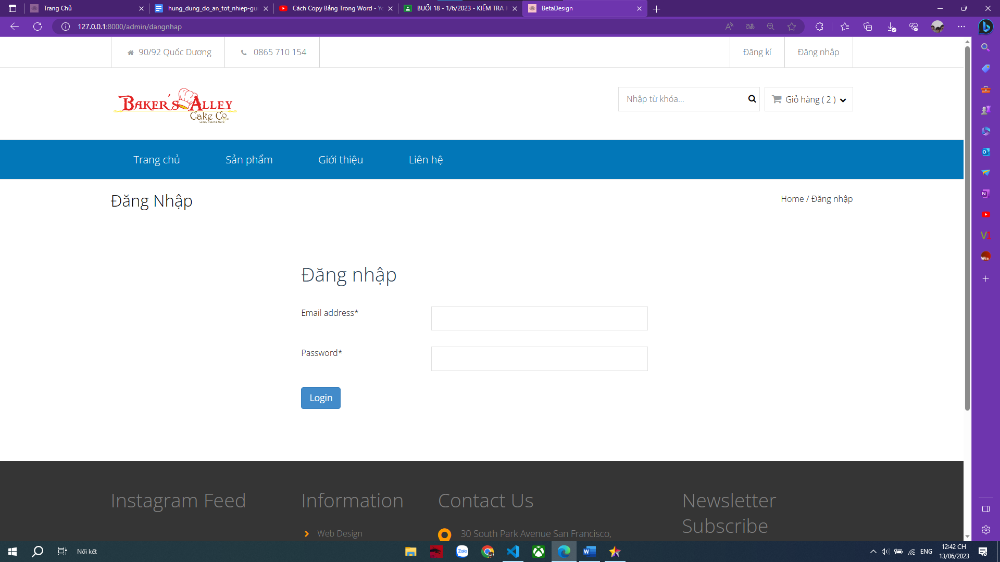 Trang Chủ
hung_dung_do_an_tot_nhiep-gui
Cách Copy Bảng Trong Word - Yo
BUỔI 18 - 1/6/2023 - KIỂM TRA K
BetaDesign
127.0.0.1:8000/admin/dangnhap
90/92 Quốc Dương
0865 710 154
Đăng kí
Đăng nhập
BAKER'S ALLEY
Cake Co.
Nhập từ khóa...
Giỏ hàng ( 2 )
Trang chủ
Sản phẩm
Giới thiệu
Liên hệ
Đăng Nhập
Home / Đăng nhập
Đăng nhập
Email address*
Password*
Login
Instagram Feed
Information
Contact Us
Newsletter
Subscribe
Web Design
30 South Park Avenue San Francisco,
Nối kết
Zalo
ENG
12:42 CH
13/06/2023